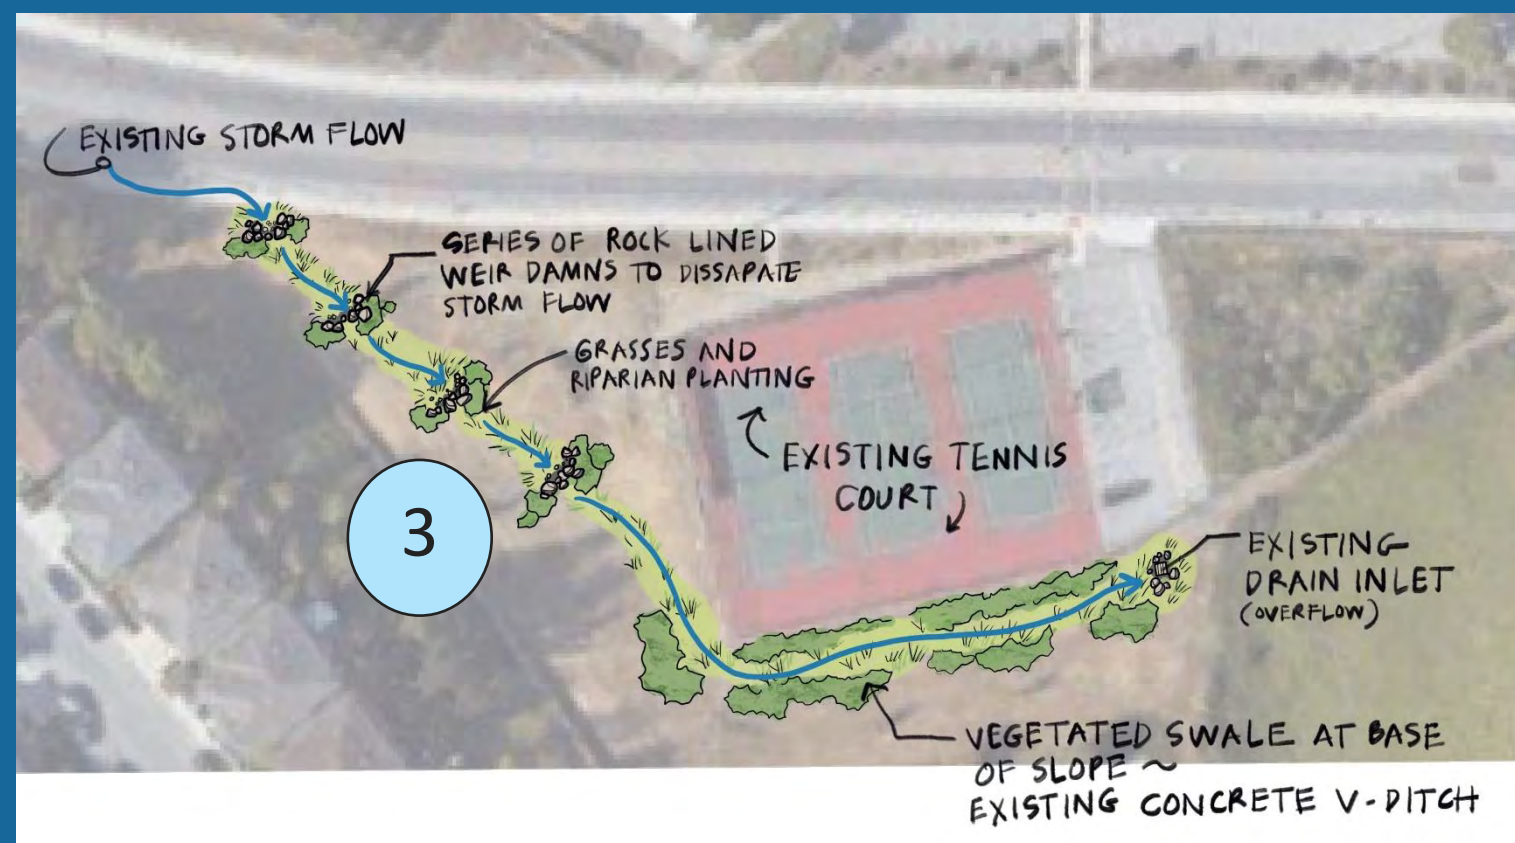 EXISTING STORM FLOW
SERIES OF ROCK LINED
WEIR DAMNS TO DISSAPATE
STORM FLOW
GRASSES AND
RIPARIAN PLANTING
EXISTING TENNIS
COURT
3
EXISTING
DRAIN INLET
(OVERFLOW)
VEGETATED SWALE AT BASE
OF SLOPE ~
EXISTING CONCRETE V-DITCH